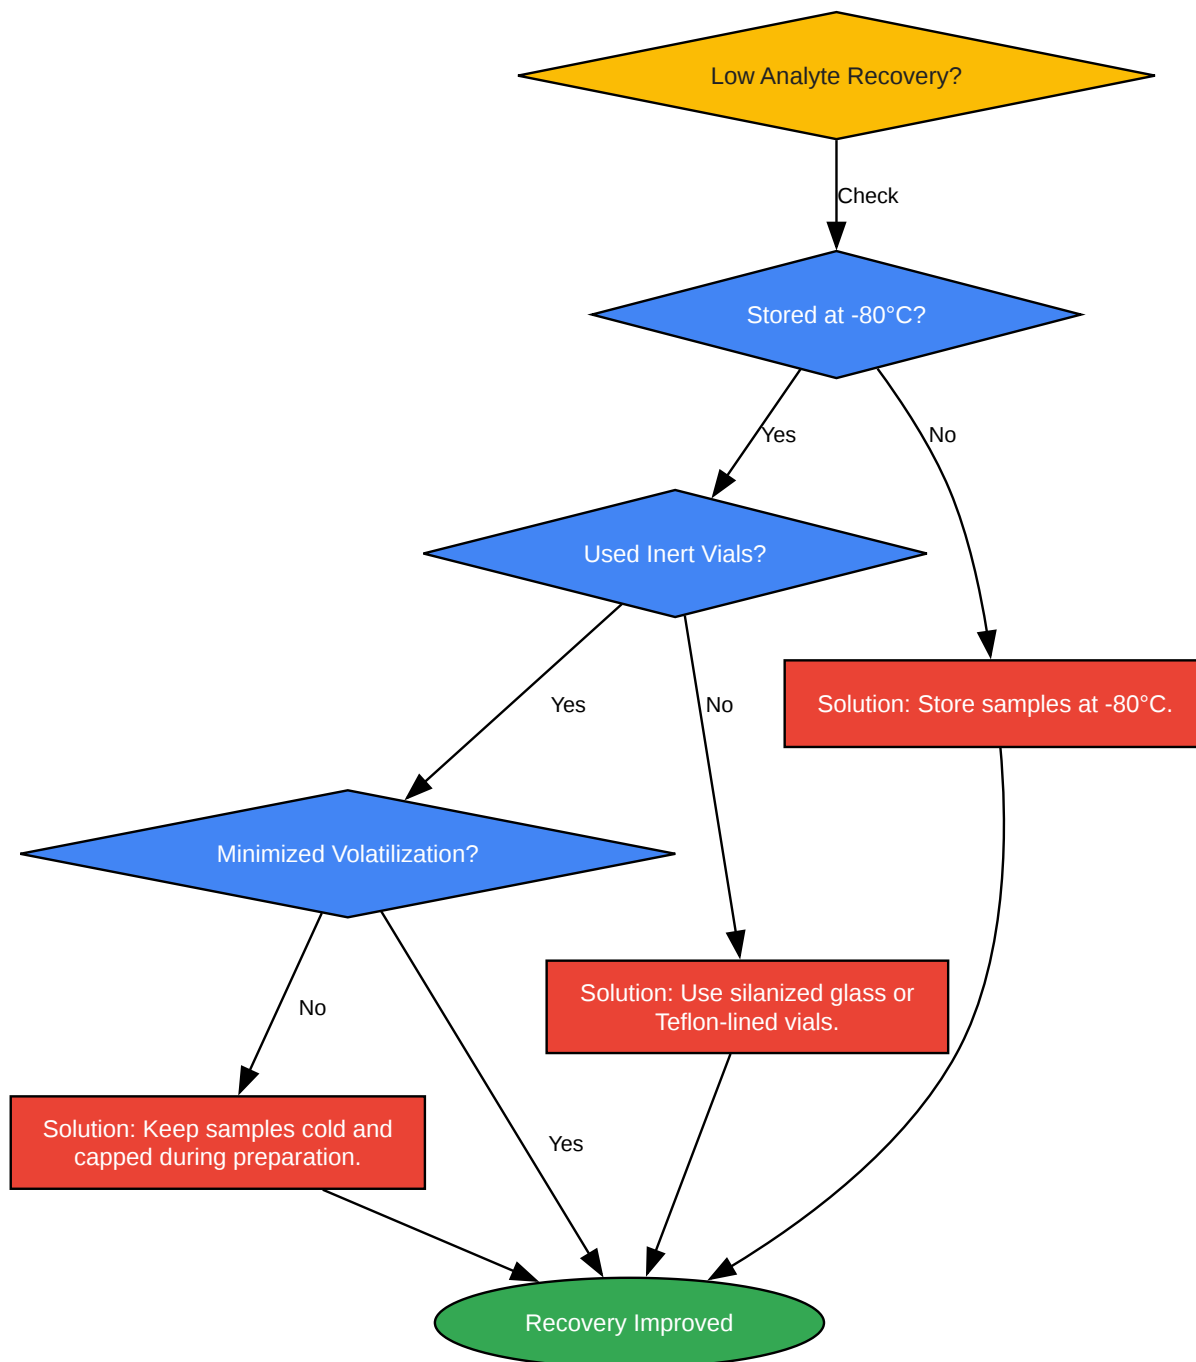 Low Analyte Recovery?
Check
Stored at -80°C?
Yes
No
Used Inert Vials?
Yes
No
Solution: Store samples at -80°C.
Minimized Volatilization?
No
Yes
Solution: Use silanized glass or
Teflon-lined vials.
Solution: Keep samples cold and
capped during preparation.
Recovery Improved